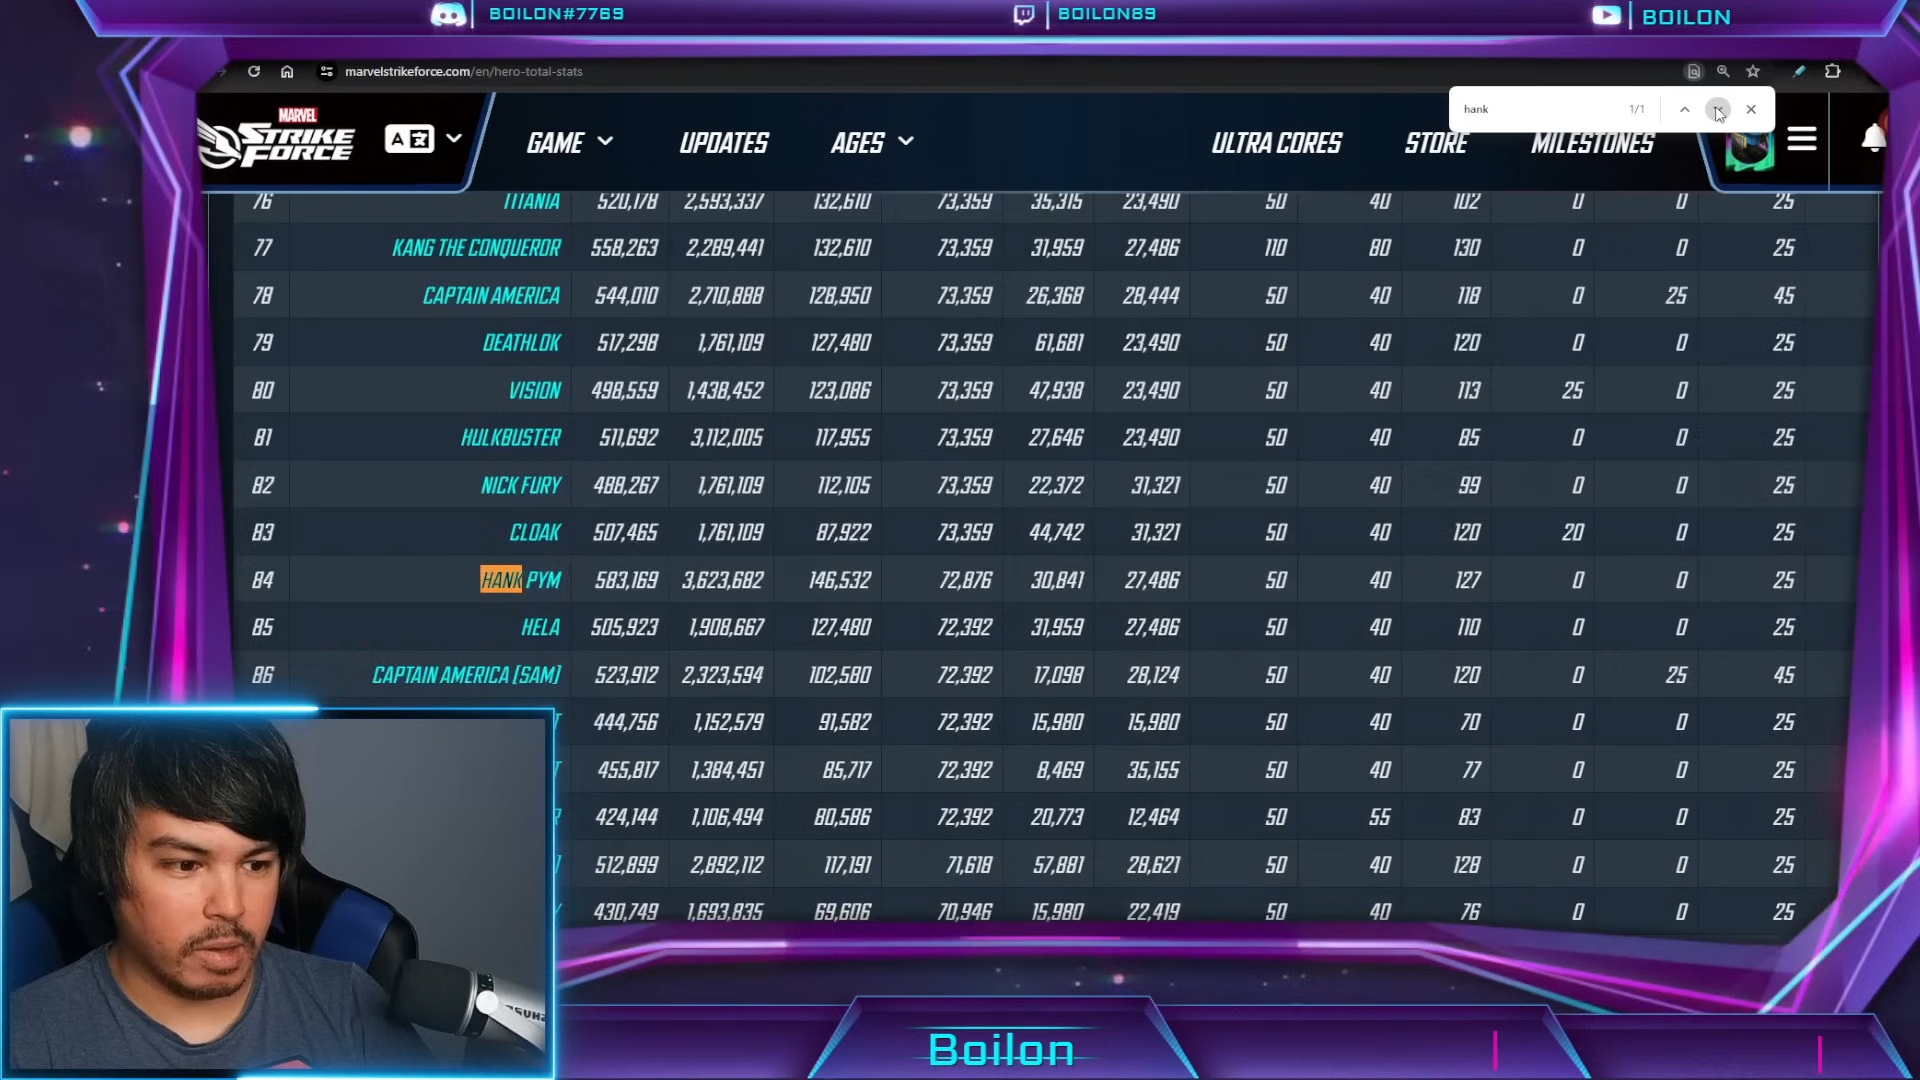 BOILON#7769
BOILON89
BOILON
marvelstrikeforce.com/en/hero-total-stats
hank 1/1
MARVEL
STRIKE FORCE
GAME UPDATES AGES ULTRA CORES STORE MILESTONES
76 TITANIA 520,178 2,593,337 132,610 73,359 35,315 23,490 50 40 102 0 0 25
77 KANG THE CONQUEROR 558,263 2,289,441 132,610 73,359 31,959 27,486 110 80 130 0 0 25
78 CAPTAIN AMERICA 544,010 2,710,888 128,950 73,359 26,368 28,444 50 40 118 0 25 45
79 DEATHLOK 517,298 1,761,109 127,480 73,359 61,681 23,490 50 40 120 0 0 25
80 VISION 498,559 1,438,452 123,086 73,359 47,938 23,490 50 40 113 25 0 25
81 HULKBUSTER 511,692 3,112,005 117,955 73,359 27,646 23,490 50 40 85 0 0 25
82 NICK FURY 488,267 1,761,109 112,105 73,359 22,372 31,321 50 40 99 0 0 25
83 CLOAK 507,465 1,761,109 87,922 73,359 44,742 31,321 50 40 120 20 0 25
84 HANK PYM 583,169 3,623,682 146,532 72,876 30,841 27,486 50 40 127 0 0 25
85 HELA 505,923 1,908,667 127,480 72,392 31,959 27,486 50 40 110 0 0 25
86 CAPTAIN AMERICA [SAM] 523,912 2,323,594 102,580 72,392 17,098 28,124 50 40 120 0 25 45
444,756 1,152,579 91,582 72,392 15,980 15,980 50 40 70 0 0 25
455,817 1,384,451 85,717 72,392 8,469 35,155 50 40 77 0 0 25
424,144 1,106,494 80,586 72,392 20,773 12,464 50 55 83 0 0 25
512,899 2,892,112 117,191 71,618 57,881 28,621 50 40 128 0 0 25
430,749 1,693,835 69,606 70,946 15,980 22,419 50 40 76 0 0 25
Boilon